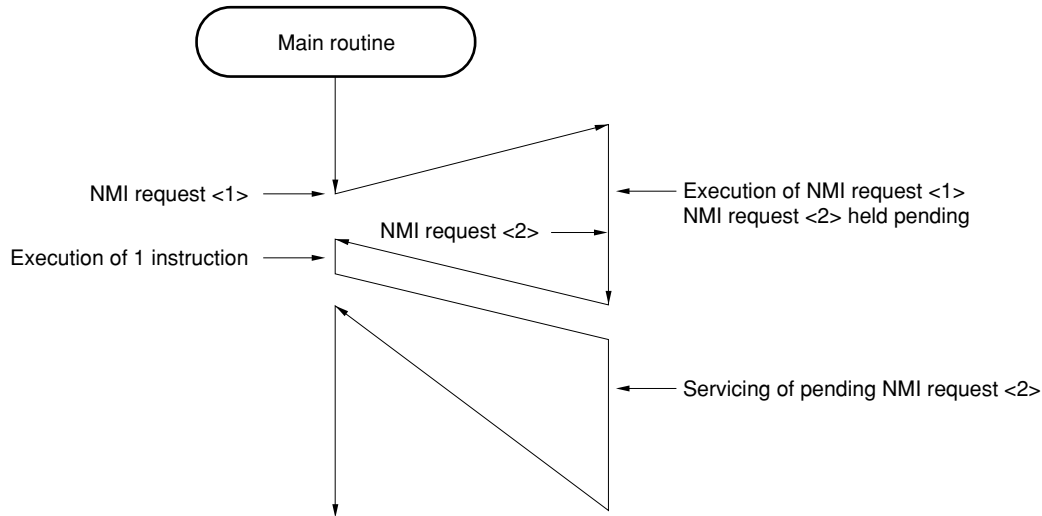 Main routine
NMI request <1>
Execution of NMI request <1>
NMI request <2> held pending
NMI request <2>
Execution of 1 instruction
Servicing of pending NMI request <2>